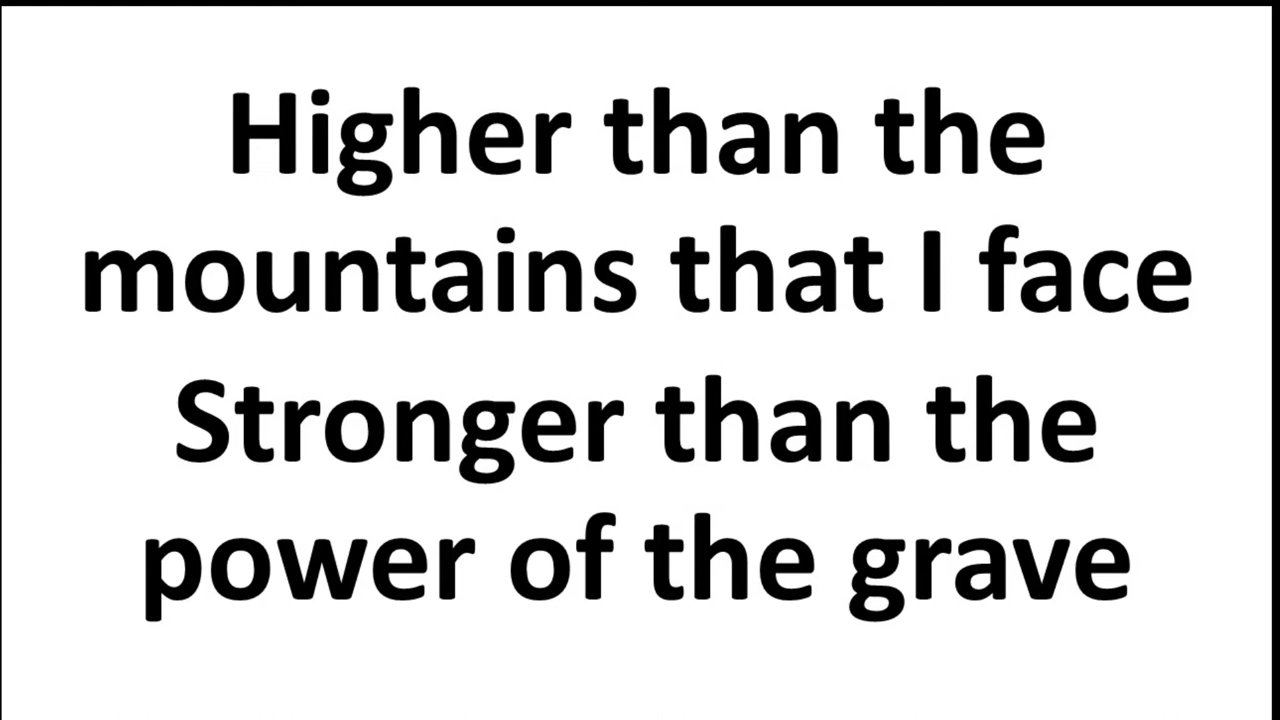 Higher than the
mountains that I face
Stronger than the
power of the grave